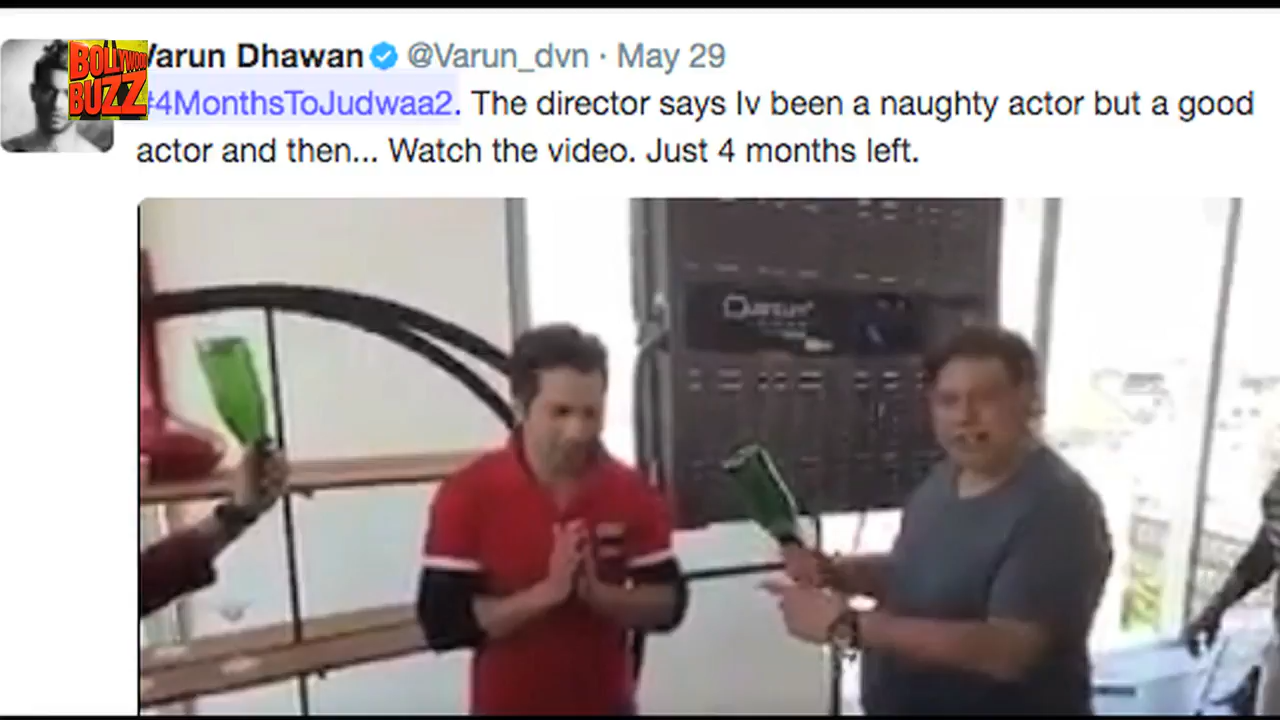 BOLLYWOOD
BUZZ
Varun Dhawan @Varun_dvn · May 29
#4MonthsToJudwaa2. The director says Iv been a naughty actor but a good
actor and then... Watch the video. Just 4 months left.
Quantum